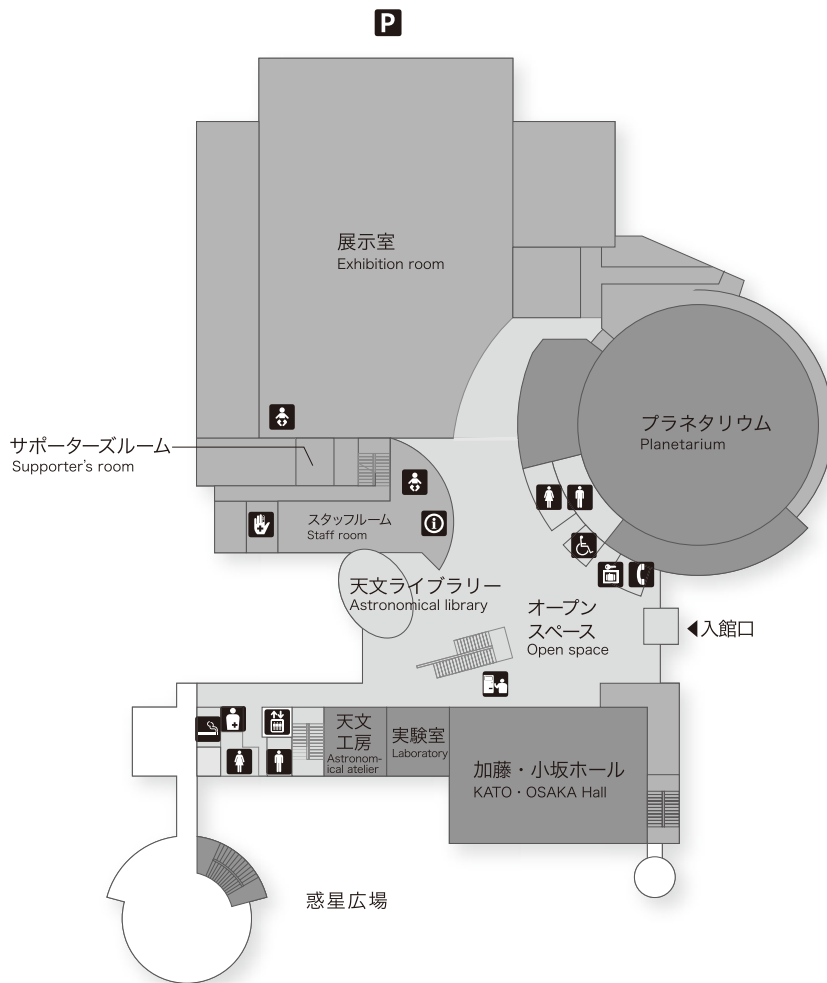 P
展示室
Exhibition room
サポーターズルーム
Supporter's room
プラネタリウム
Planetarium
スタッフルーム
Staff room
天文ライブラリー
Astronomical library
オープン
スペース
Open space
入館口
天文
工房
Astronom-
ical atelier
実験室
Laboratory
加藤・小坂ホール
KATO・OSAKA Hall
惑星広場